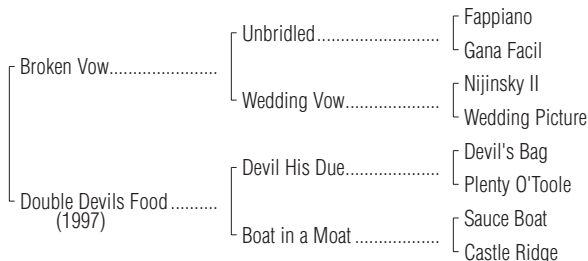 Fappiano
Unbridled....................................
Gana Facil
Broken Vow...............................
Nijinsky II
Wedding Vow............................
Wedding Picture
Devil's Bag
Devil His Due............................
Plenty O'Toole
Double Devils Food .............
(1997)
Sauce Boat
Boat in a Moat .........................
Castle Ridge